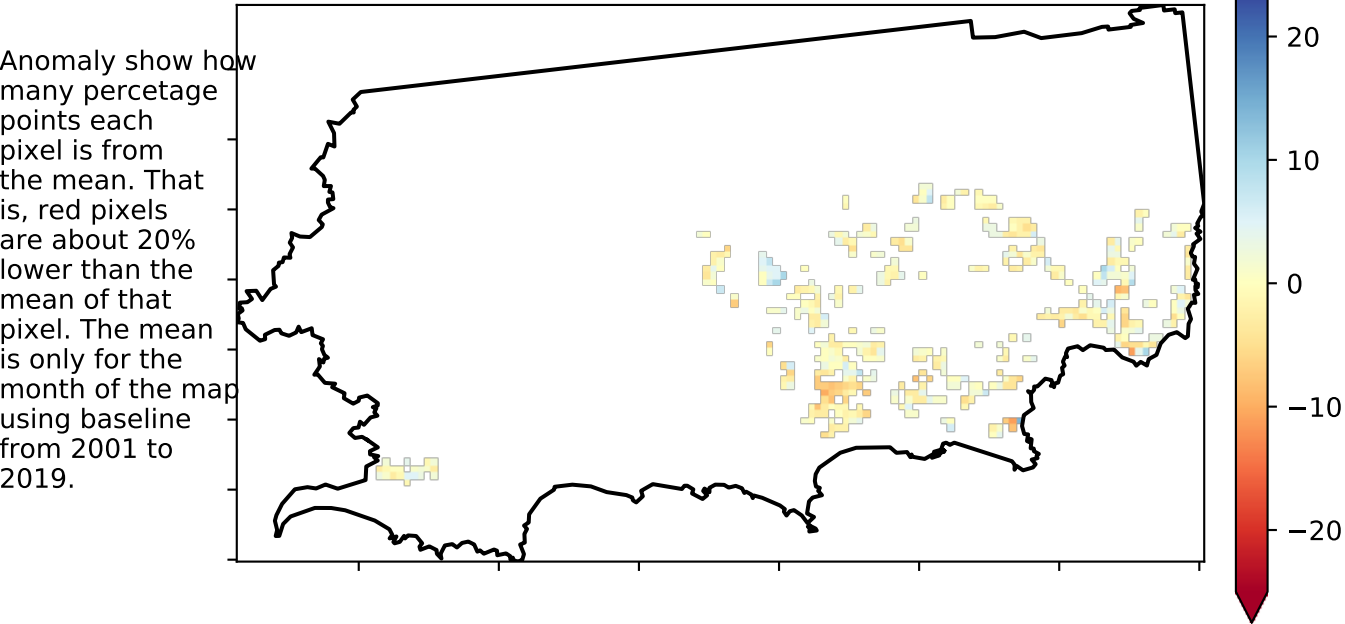 Anomaly show how
many percetage
points each
pixel is from
the mean. That
is, red pixels
are about 20%
lower than the
mean of that
pixel. The mean
is only for the
month of the map
using baseline
from 2001 to
2019.
20
10
0
−10
−20